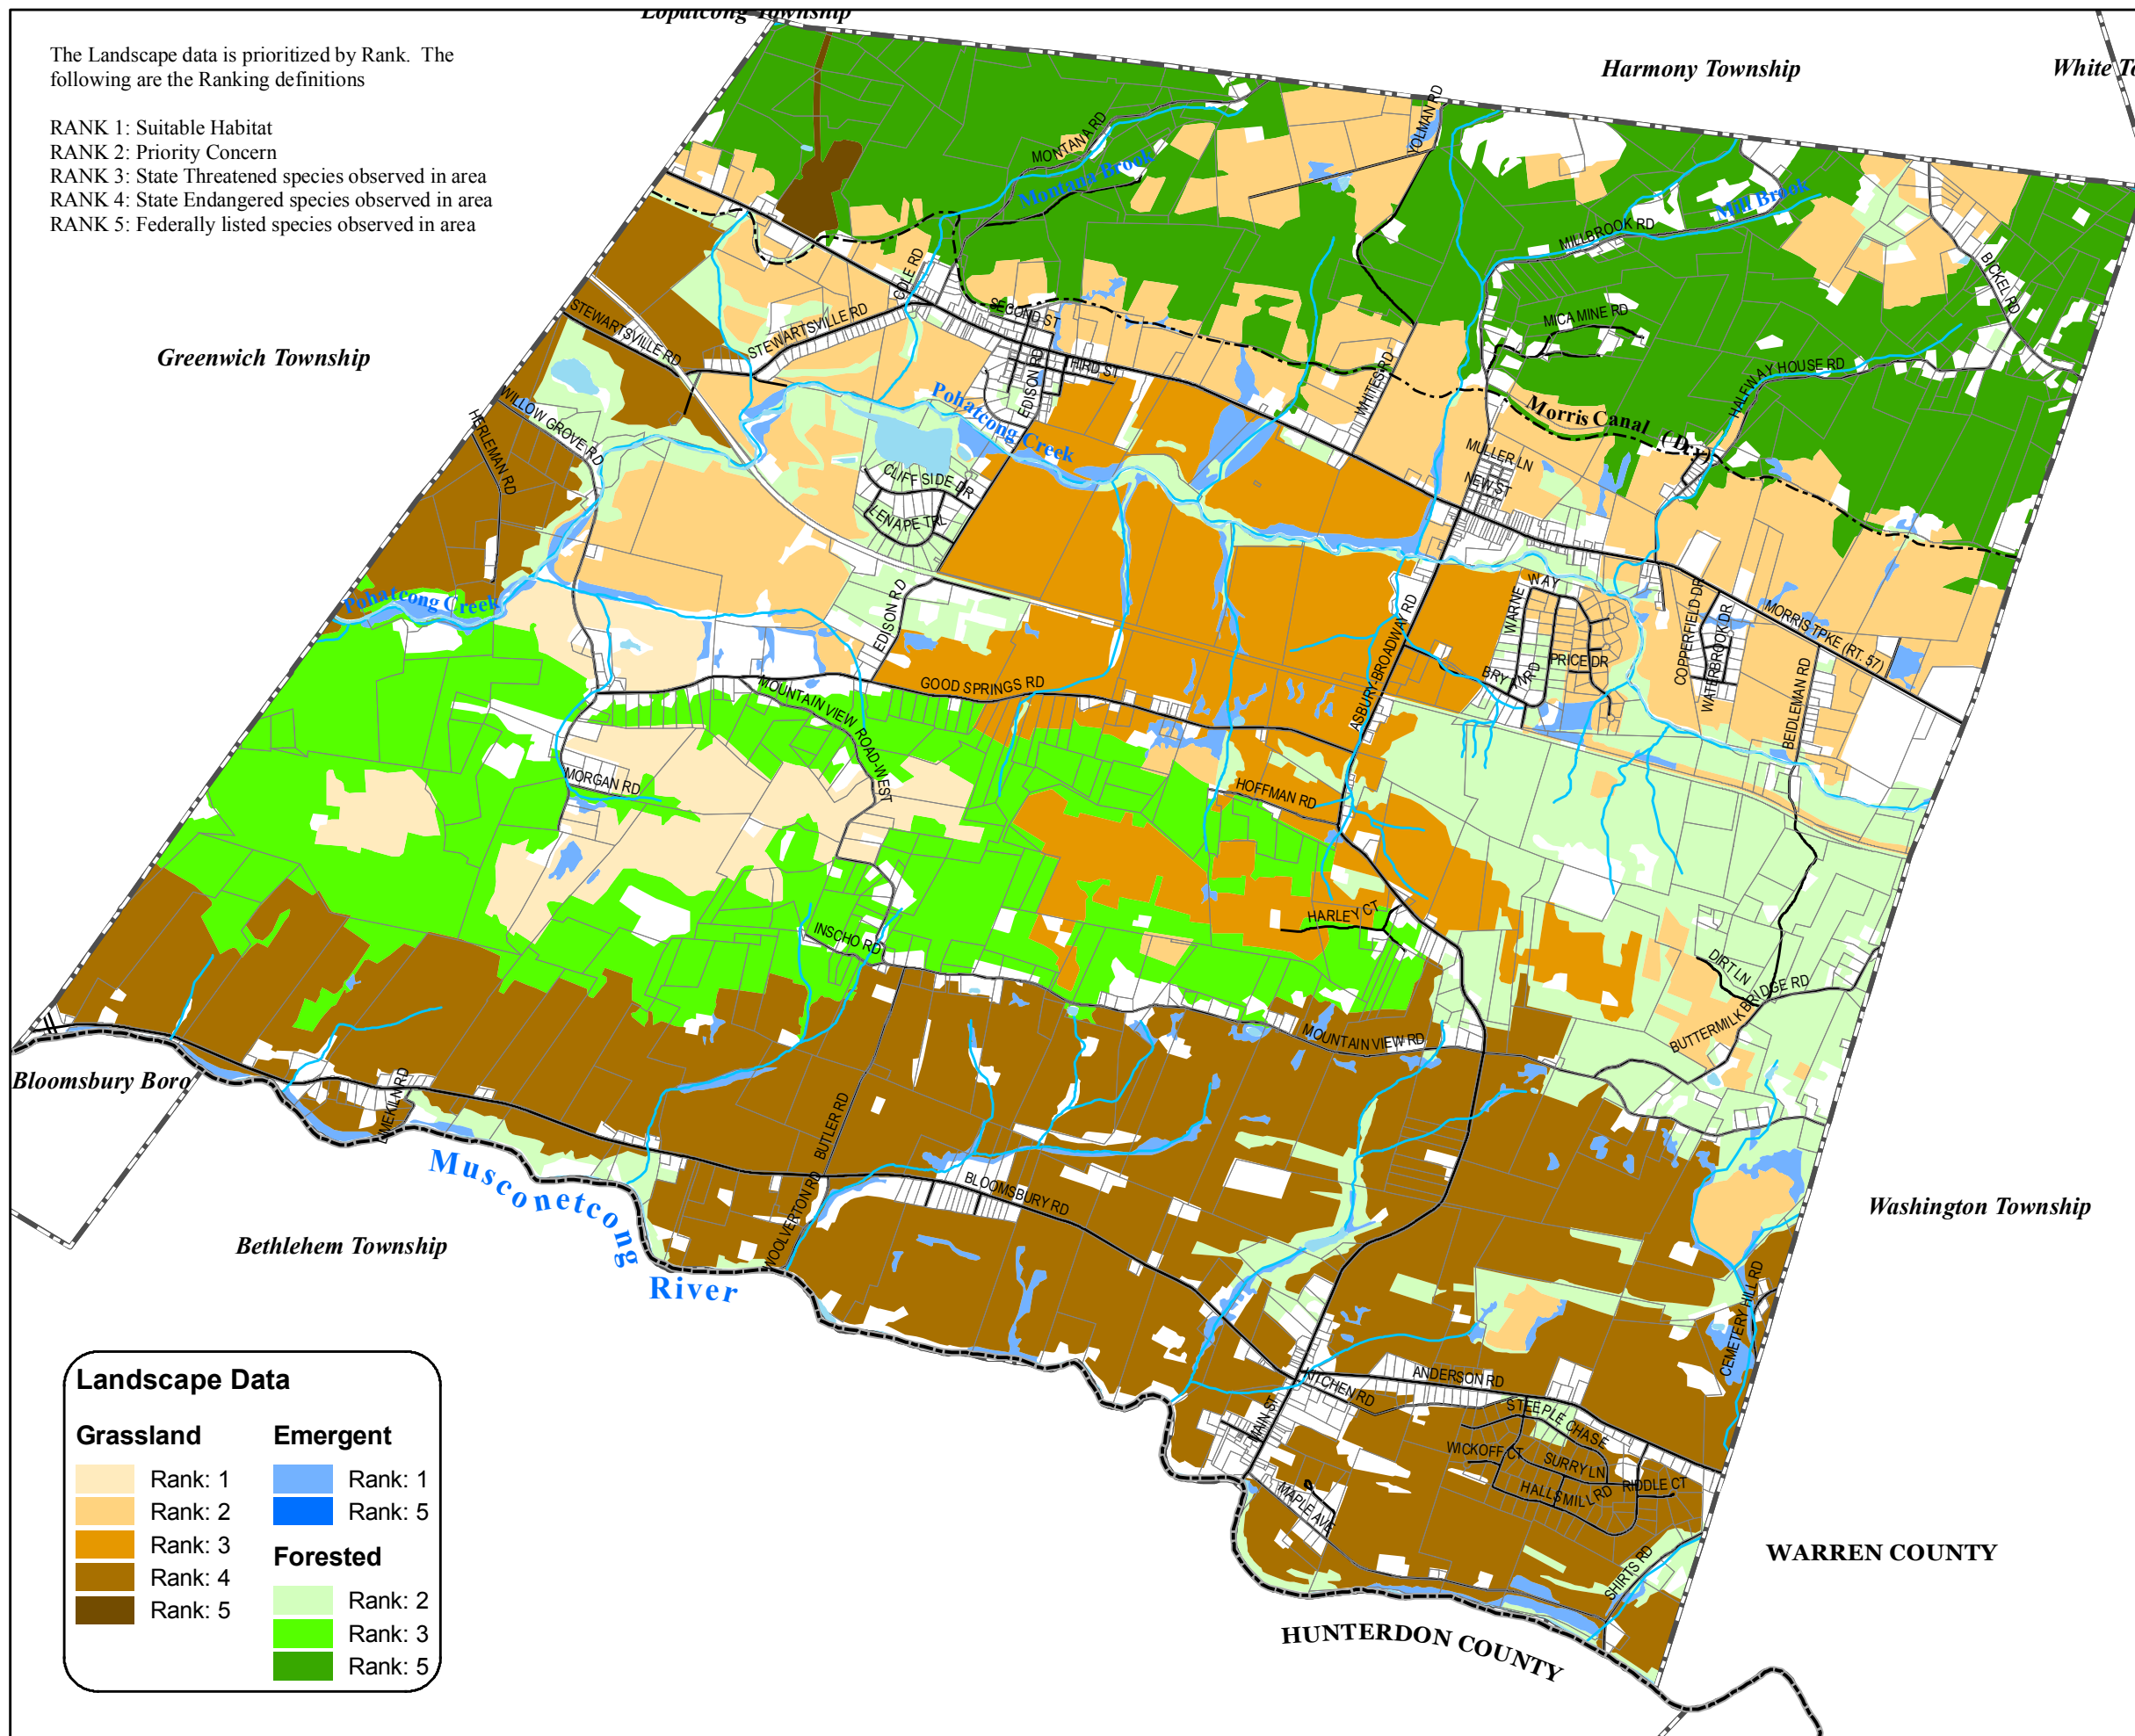 Lopatcong Township
Harmony Township
The Landscape data is prioritized by Rank.  The
following are the Ranking definitions
RANK 1: Suitable Habitat
RANK 2: Priority Concern
RANK 3: State Threatened species observed in area
RANK 4: State Endangered species observed in area
RANK 5: Federally listed species observed in area
YOLMAN RD
MONTANA RD
Montana Brook
Mill Brook
MILLBROOK RD
BICKEL RD
COLE RD
SECOND ST
MICA MINE RD
STEWARTSVILLE RD
STEWARTSVILLE RD
Greenwich Township
EDISON RD
WHITES RD
HALFWAY HOUSE RD
WILLOW GROVE RD
HERLEMAN RD
Pohatcong Creek
Morris Canal
MULLER LN
NEW ST
CLIFF SIDE DR
LENAPE TRL
Pohatcong Creek
EDISON RD
WARNE
WAY
COPPERFIELD DR
WATERBROOK DR
MORRIS TPKE (RT. 57)
PRICE DR
ASBURY-BROADWAY RD
GOOD SPRINGS RD
BEIDLEMAN RD
MOUNTAIN VIEW ROAD-WEST
MORGAN RD
HOFFMAN RD
HARLEY CT
INSCHO RD
DIRT LN
BUTTERMILK BRIDGE RD
MOUNTAIN VIEW RD
Bloomsbury Boro
LIMEKILN RD
BUTLER RD
Musconetcong
River
BLOOMSBURY RD
WOOLVERTON RD
Washington Township
Bethlehem Township
CEMETERY HILL RD
ANDERSON RD
KITCHEN RD
MAIN ST
STEEPLE CHASE
WICKOFF CT
SURRY LN
HALLS MILL RD
RIDDLE CT
MAPLE AVE
SHIRTS RD
WARREN COUNTY
HUNTERDON COUNTY
Landscape Data
Grassland
Rank: 1
Rank: 2
Rank: 3
Rank: 4
Rank: 5
Emergent
Rank: 1
Rank: 5
Forested
Rank: 2
Rank: 3
Rank: 5